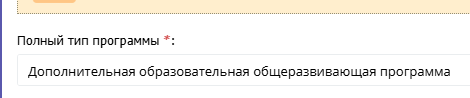 Полный тип программы *:
Дополнительная образовательная общеразвивающая программа